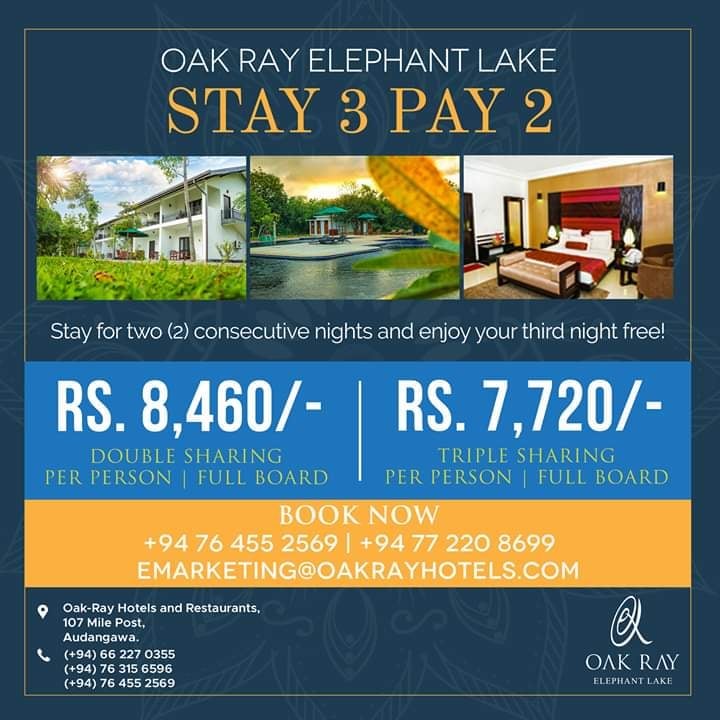 OAK RAY ELEPHANT LAKE
STAY 3 PAY 2
Stay for two (2) consecutive nights and enjoy your third night free!
RS. 8,460/-
DOUBLE SHARING
PER PERSON | FULL BOARD
RS. 7,720/-
TRIPLE SHARING
PER PERSON | FULL BOARD
BOOK NOW
+94 76 455 2569 | +94 77 220 8699
EMARKETING@OAKRAYHOTELS.COM
Oak-Ray Hotels and Restaurants,
107 Mile Post,
Audangawa.
(+94) 66 227 0355
(+94) 76 315 6596
(+94) 76 455 2569
OAK RAY
ELEPHANT LAKE